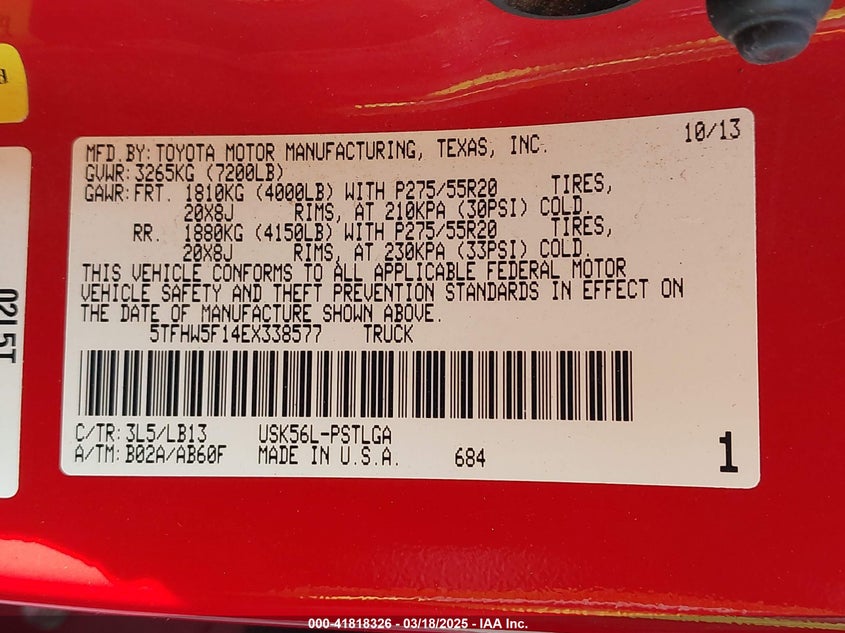 MFD.BY:TOYOTA MOTOR MANUFACTURING, TEXAS, INC. 10/13
GVWR:3265KG (7200LB)
GAWR:FRT. 1810KG (4000LB) WITH P275/55R20 TIRES,
20X8J RIMS, AT 210KPA (30PSI) COLD.
RR. 1880KG (4150LB) WITH P275/55R20 TIRES,
20X8J RIMS, AT 230KPA (33PSI) COLD.
THIS VEHICLE CONFORMS TO ALL APPLICABLE FEDERAL MOTOR
VEHICLE SAFETY AND THEFT PREVENTION STANDARDS IN EFFECT ON
THE DATE OF MANUFACTURE SHOWN ABOVE.
5TFHW5F14EX338577 TRUCK
C/TR:3L5/LB13 USK56L-PSTLGA
A/TM:B02A/AB60F MADE IN U.S.A. 684 1
02L5T
000-41818326 - 03/18/2025 - IAA Inc.